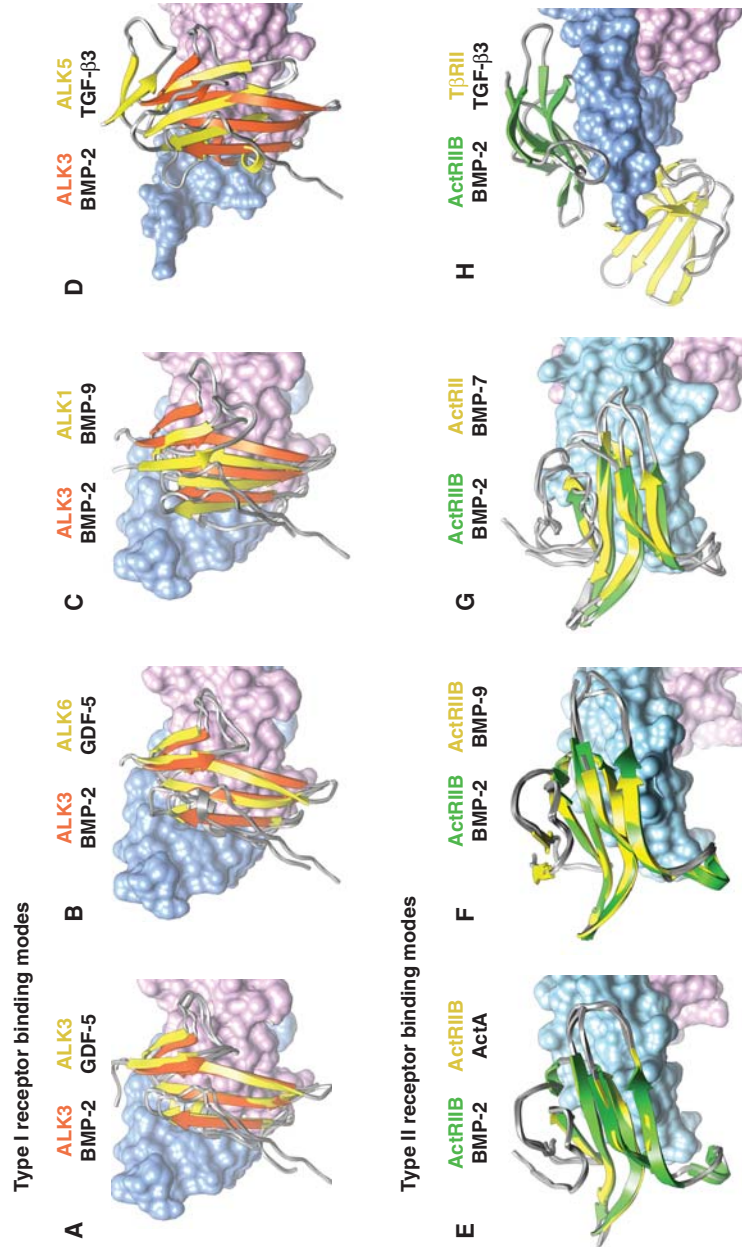 Type I receptor binding modes
A
ALK3 ALK3
BMP-2 GDF-5
B
ALK3 ALK6
BMP-2 GDF-5
C
ALK3 ALK1
BMP-2 BMP-9
D
ALK3 ALK5
BMP-2 TGF-β3
Type II receptor binding modes
E
ActRIIB ActRIIB
BMP-2 ActA
F
ActRIIB ActRIIB
BMP-2 BMP-9
G
ActRIIB ActRII
BMP-2 BMP-7
H
ActRIIB TβRII
BMP-2 TGF-β3